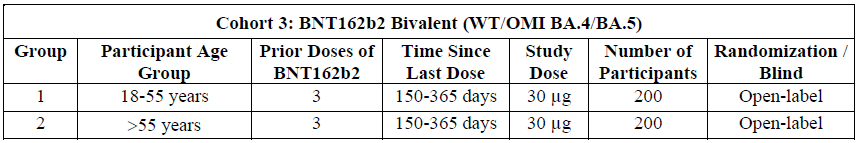 Cohort 3: BNT162b2 Bivalent (WT/OMI BA.4/BA.5)
Group Participant Age Group Prior Doses of BNT162b2 Time Since Last Dose Study Dose Number of Participants Randomization / Blind
1 18-55 years 3 150-365 days 30 µg 200 Open-label
2 >55 years 3 150-365 days 30 µg 200 Open-label